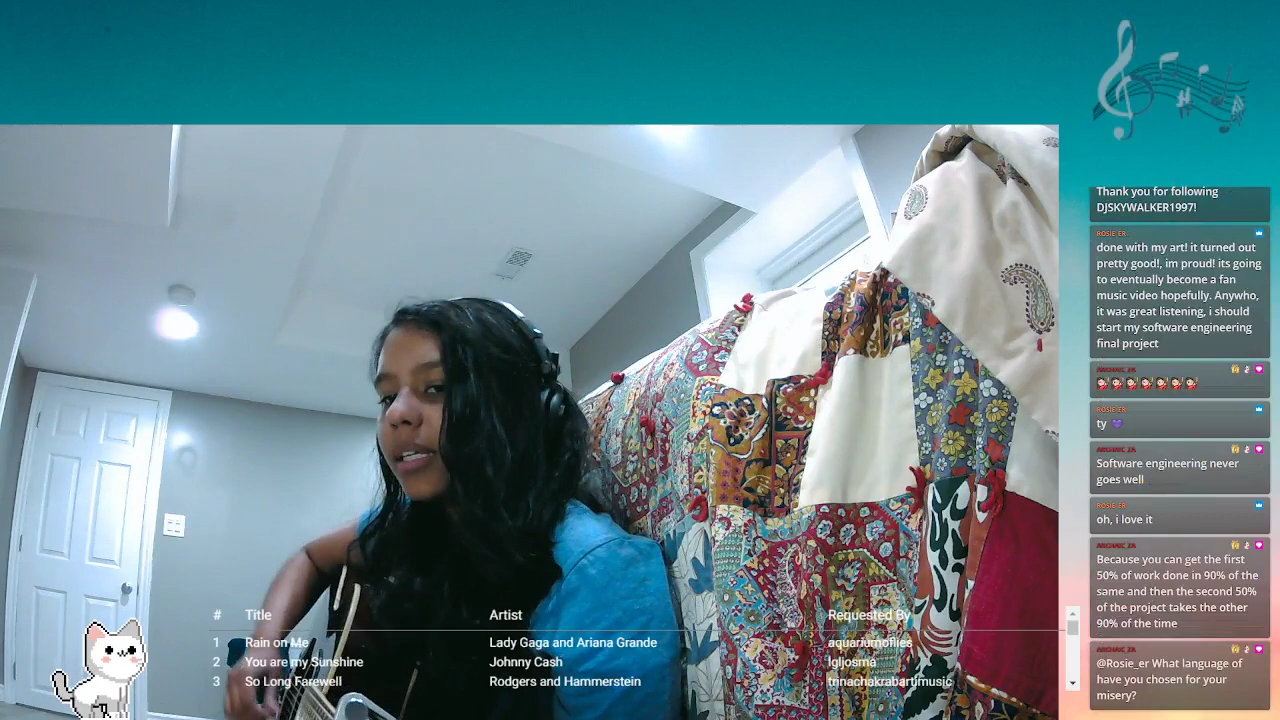 Thank you for following
DJSKYWALKER1997!
ROSIE_ER
done with my art! it turned out
pretty good!, im proud! its going
to eventually become a fan
music video hopefully. Anywho,
it was great listening, i should
start my software engineering
final project
ARCHAIC_ZA
ROSIE_ER
ty 💜
ARCHAIC_ZA
Software engineering never
goes well
ROSIE_ER
oh, i love it
ARCHAIC_ZA
Because you can get the first
50% of work done in 90% of the
same and then the second 50%
of the project takes the other
90% of the time
ARCHAIC_ZA
@Rosie_er What language of
have you chosen for your
misery?
# Title Artist Requested By
1 Rain on Me Lady Gaga and Ariana Grande aquariumoflies
2 You are my Sunshine Johnny Cash lgljosma
3 So Long Farewell Rodgers and Hammerstein trinachakrabartimusic